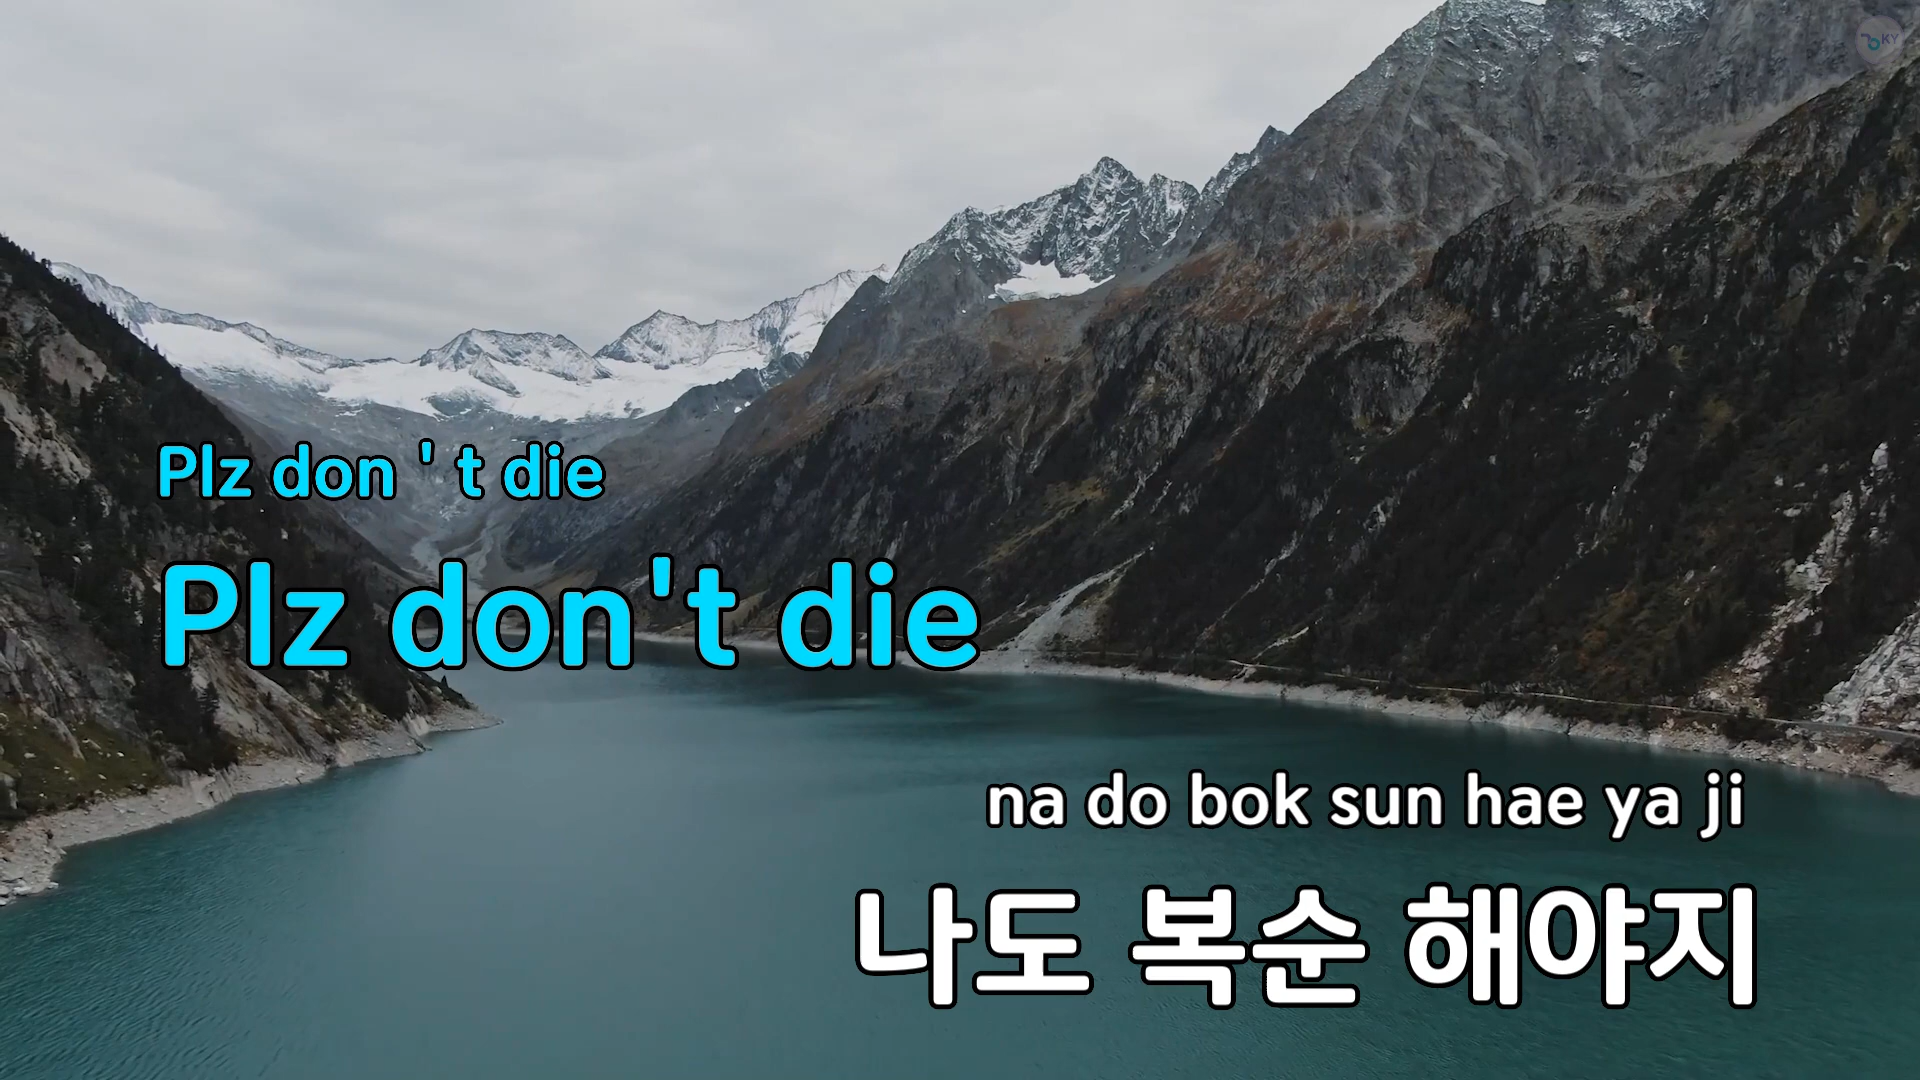 KY
Plz don ' t die
Plz don't die
na do bok sun hae ya ji
나도 복순 해야지